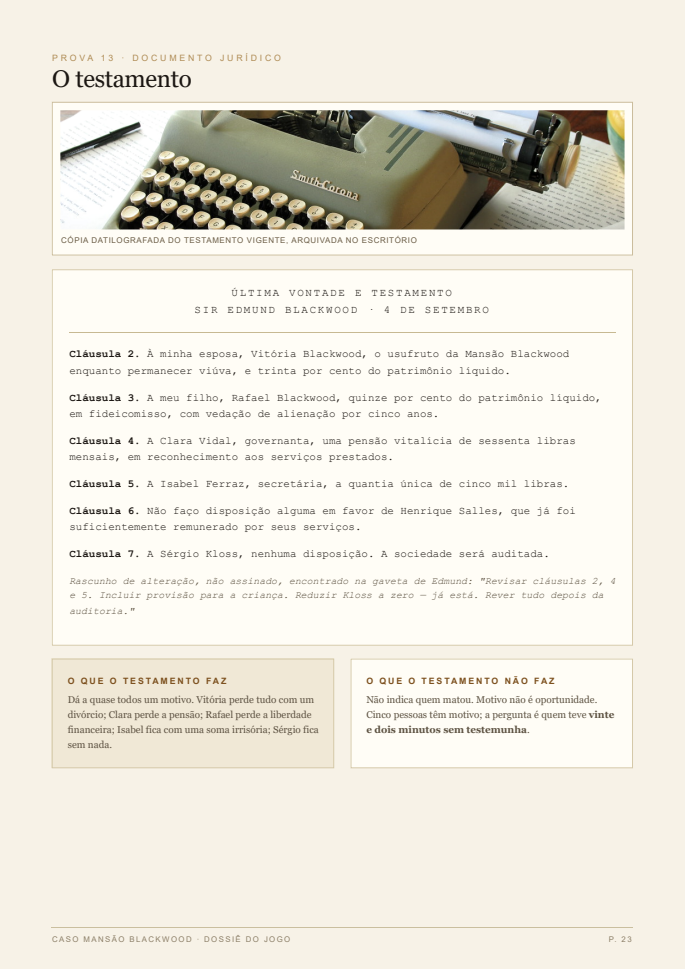 PROVA 13 · DOCUMENTO JURÍDICO
O testamento
Smith-Corona
CÓPIA DATILOGRAFADA DO TESTAMENTO VIGENTE, ARQUIVADA NO ESCRITÓRIO
ÚLTIMA VONTADE E TESTAMENTO
SIR EDMUND BLACKWOOD · 4 DE SETEMBRO
Cláusula 2. À minha esposa, Vitória Blackwood, o usufruto da Mansão Blackwood
enquanto permanecer viúva, e trinta por cento do patrimônio líquido.
Cláusula 3. A meu filho, Rafael Blackwood, quinze por cento do patrimônio líquido,
em fideicomisso, com vedação de alienação por cinco anos.
Cláusula 4. A Clara Vidal, governanta, uma pensão vitalícia de sessenta libras
mensais, em reconhecimento aos serviços prestados.
Cláusula 5. A Isabel Ferraz, secretária, a quantia única de cinco mil libras.
Cláusula 6. Não faço disposição alguma em favor de Henrique Salles, que já foi
suficientemente remunerado por seus serviços.
Cláusula 7. A Sérgio Kloss, nenhuma disposição. A sociedade será auditada.
Rascunho de alteração, não assinado, encontrado na gaveta de Edmund: "Revisar cláusulas 2, 4
e 5. Incluir provisão para a criança. Reduzir Kloss a zero — já está. Rever tudo depois da
auditoria."
O QUE O TESTAMENTO FAZ
Dá a quase todos um motivo. Vitória perde tudo com um
divórcio; Clara perde a pensão; Rafael perde a liberdade
financeira; Isabel fica com uma soma irrisória; Sérgio fica
sem nada.
O QUE O TESTAMENTO NÃO FAZ
Não indica quem matou. Motivo não é oportunidade.
Cinco pessoas têm motivo; a pergunta é quem teve vinte
e dois minutos sem testemunha.
CASO MANSÃO BLACKWOOD · DOSSIÊ DO JOGO
P. 23